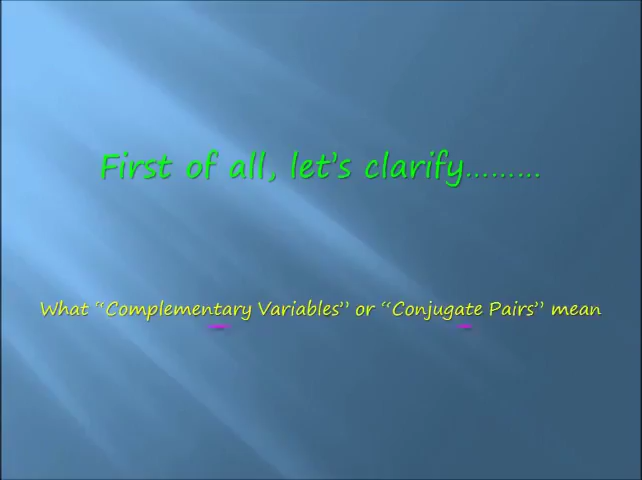 First of all, let's clarify.........
What “Complementary Variables” or “Conjugate Pairs” mean